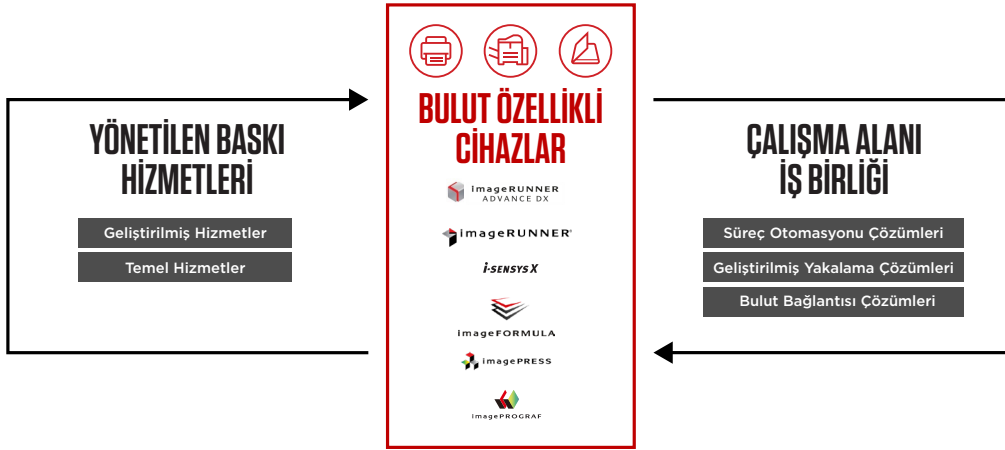 YÖNETİLEN BASKI
HİZMETLERİ
Geliştirilmiş Hizmetler
Temel Hizmetler
BULUT ÖZELLİKLİ
CİHAZLAR
imageRUNNER
ADVANCE DX
imageRUNNER®
i-SENSYS X
imageFORMULA
imagePRESS
imagePROGRAF
ÇALIŞMA ALANI
İŞ BİRLİĞİ
Süreç Otomasyonu Çözümleri
Geliştirilmiş Yakalama Çözümleri
Bulut Bağlantısı Çözümleri